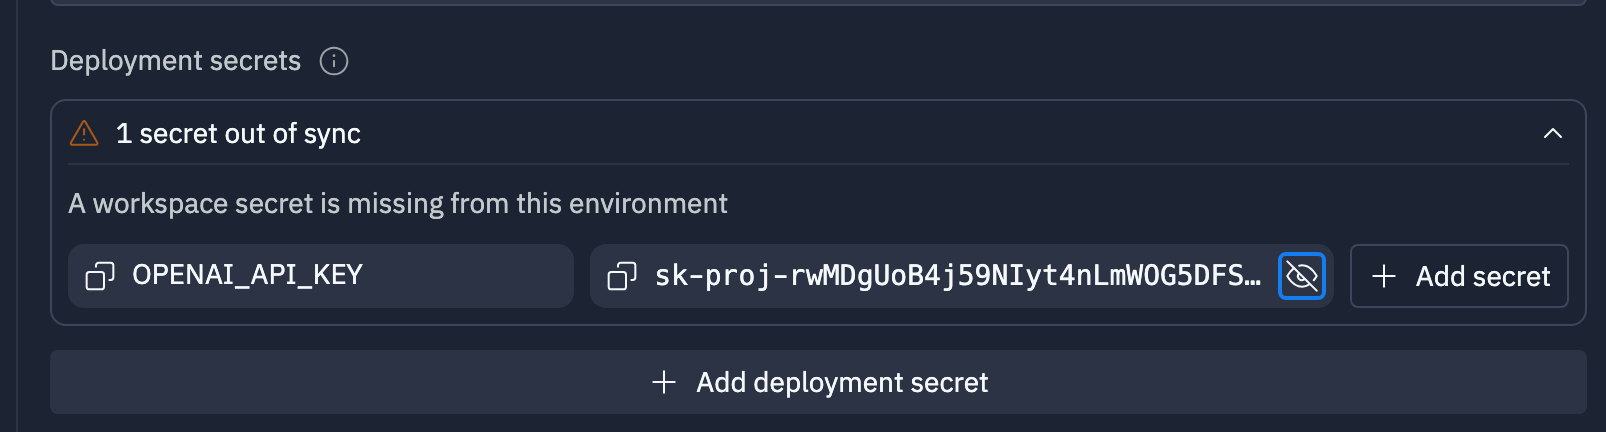 Deployment secrets
1 secret out of sync
A workspace secret is missing from this environment
OPENAI_API_KEY sk-proj-rwMDgUoB4j59NIyt4nLmWOG5DFS… + Add secret
+ Add deployment secret